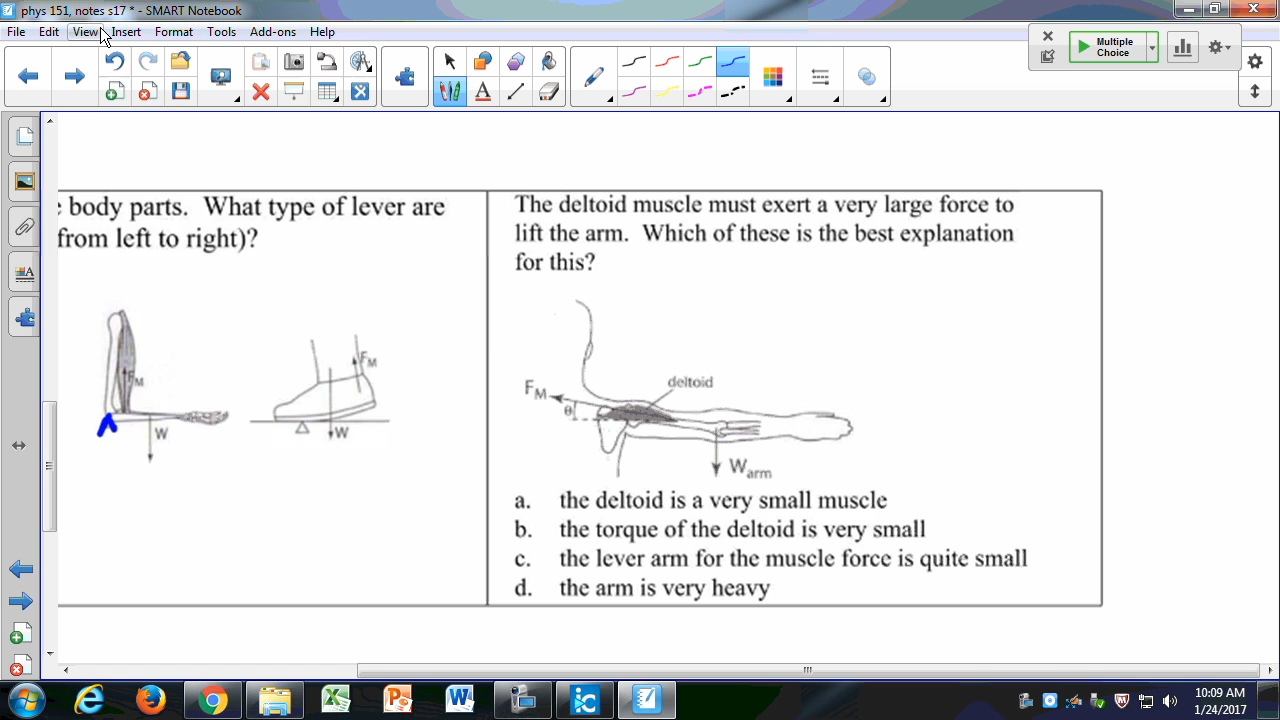 phys 151, notes s17 * - SMART Notebook
File Edit View Insert Format Tools Add-ons Help
Multiple
Choice
body parts. What type of lever are
from left to right)?
FM
W
FM
W
The deltoid muscle must exert a very large force to
lift the arm. Which of these is the best explanation
for this?
deltoid
FM
θ
Warm
a. the deltoid is a very small muscle
b. the torque of the deltoid is very small
c. the lever arm for the muscle force is quite small
d. the arm is very heavy
10:09 AM
1/24/2017